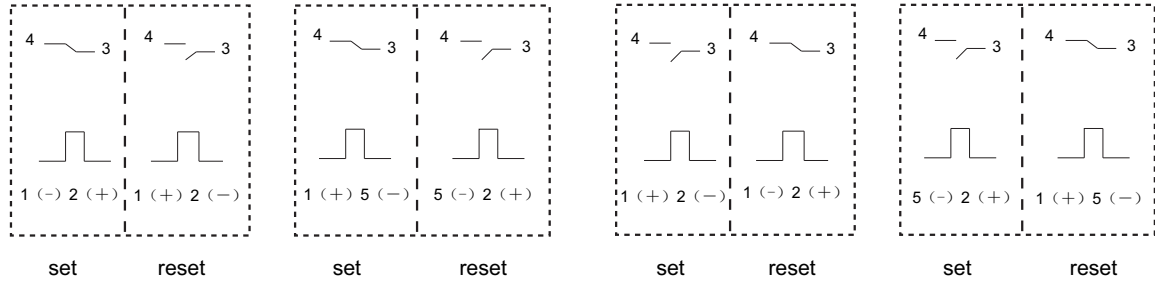 4 3 4 3 4 3 4 3 4 3 4 3 4 3 4 3
1 (-) 2 (+) 1 (+) 2 (—) 1 (+) 5 (—) 5 (-) 2 (+) 1 (+) 2 (—) 1 (-) 2 (+) 5 (-) 2 (+) 1 (+) 5 (—)
set reset set reset set reset set reset